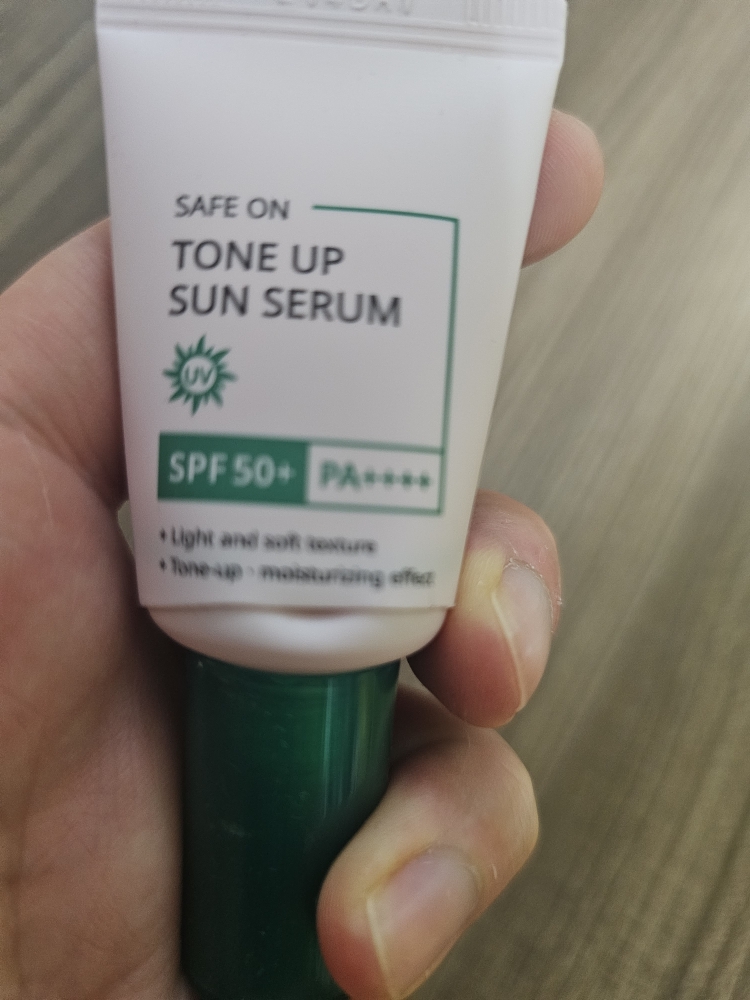 SAFE ON
TONE UP
SUN SERUM
UV
SPF 50+ PA++++
• Light and soft texture
• Tone-up · moisturizing effect